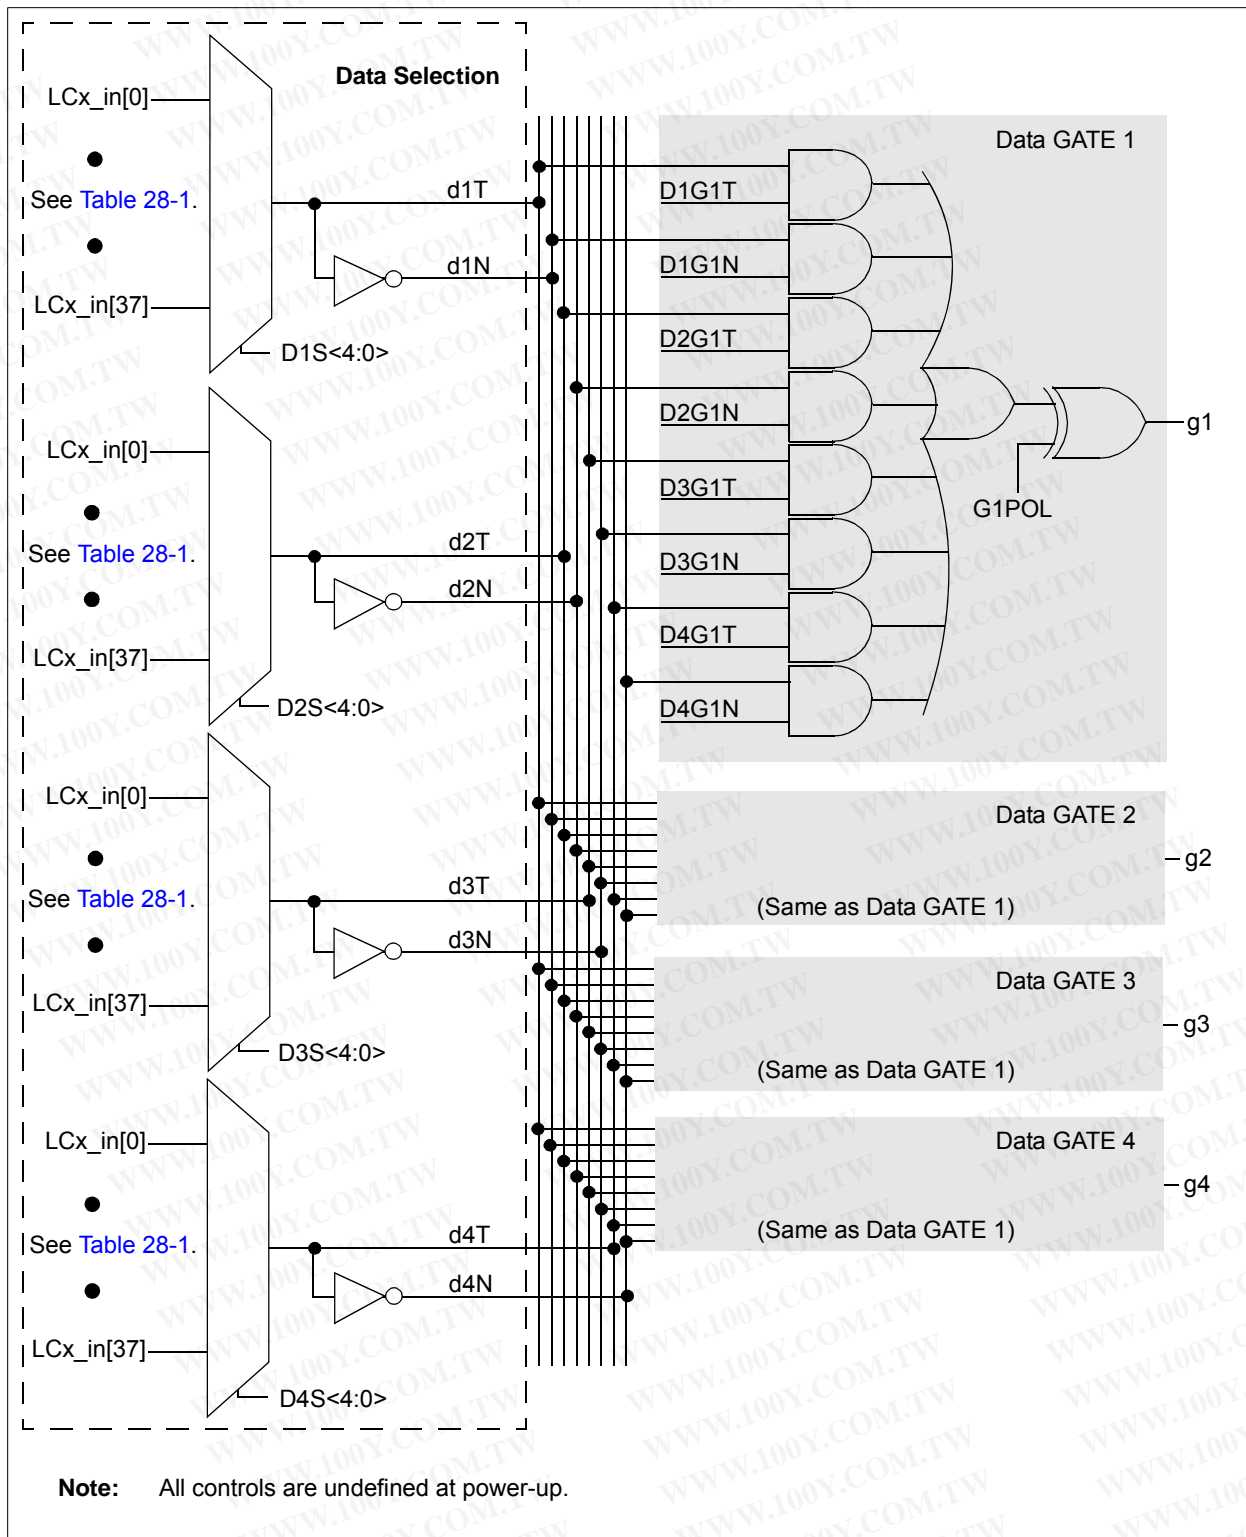 Data Selection
LCx_in[0]
See Table 28-1.
LCx_in[37]
d1T
d1N
D1S<4:0>
LCx_in[0]
See Table 28-1.
LCx_in[37]
d2T
d2N
D2S<4:0>
LCx_in[0]
See Table 28-1.
LCx_in[37]
d3T
d3N
D3S<4:0>
LCx_in[0]
See Table 28-1.
LCx_in[37]
d4T
d4N
D4S<4:0>
Data GATE 1
D1G1T
D1G1N
D2G1T
D2G1N
D3G1T
D3G1N
D4G1T
D4G1N
G1POL
g1
Data GATE 2
(Same as Data GATE 1)
g2
Data GATE 3
(Same as Data GATE 1)
g3
Data GATE 4
(Same as Data GATE 1)
g4
Note: All controls are undefined at power-up.
WWW.100Y.COM.TW